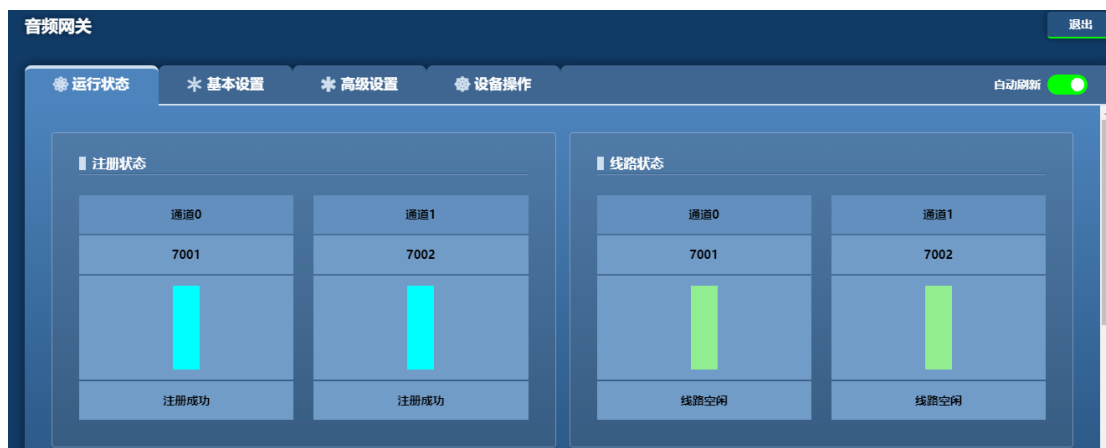 音频网关
退出
运行状态 基本设置 高级设置 设备操作 自动刷新
注册状态 线路状态
通道0 通道1 通道0 通道1
7001 7002 7001 7002
注册成功 注册成功 线路空闲 线路空闲